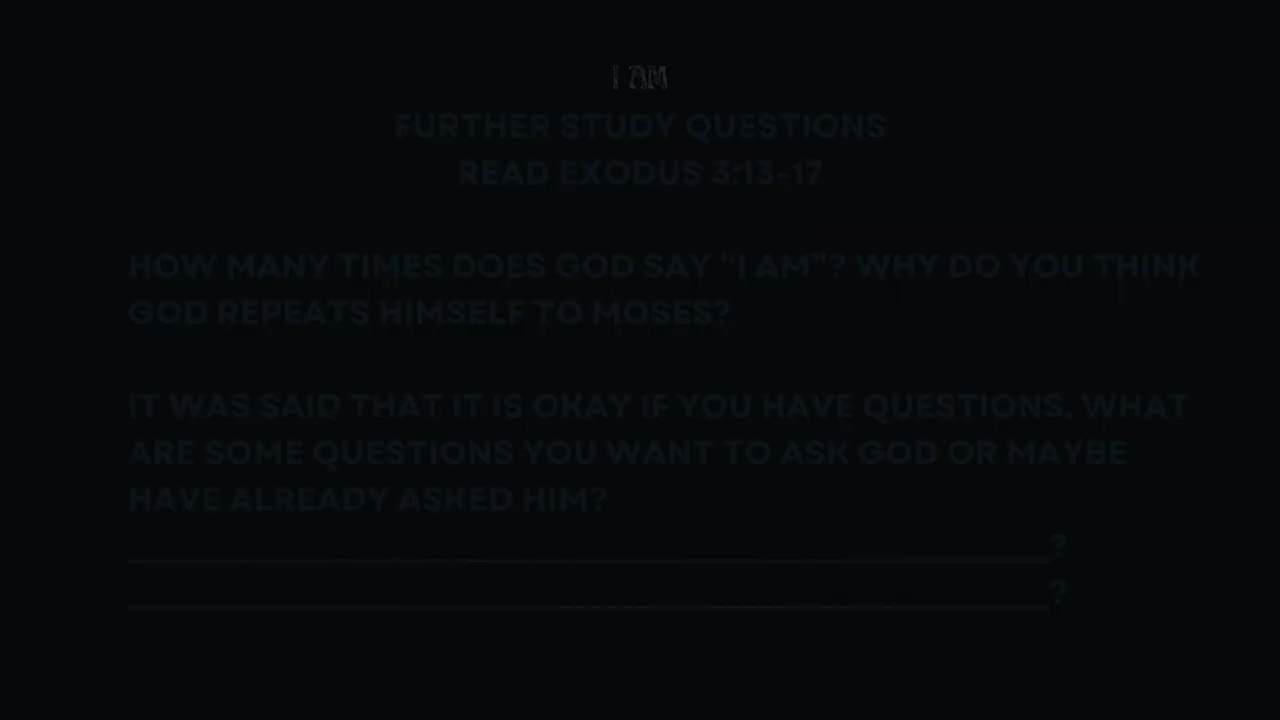 I AM
FURTHER STUDY QUESTIONS
READ EXODUS 3:13-17
HOW MANY TIMES DOES GOD SAY "I AM"? WHY DO YOU THINK
GOD REPEATS HIMSELF TO MOSES?
IT WAS SAID THAT IT IS OKAY IF YOU HAVE QUESTIONS. WHAT
ARE SOME QUESTIONS YOU WANT TO ASK GOD OR MAYBE
HAVE ALREADY ASKED HIM?
?
?